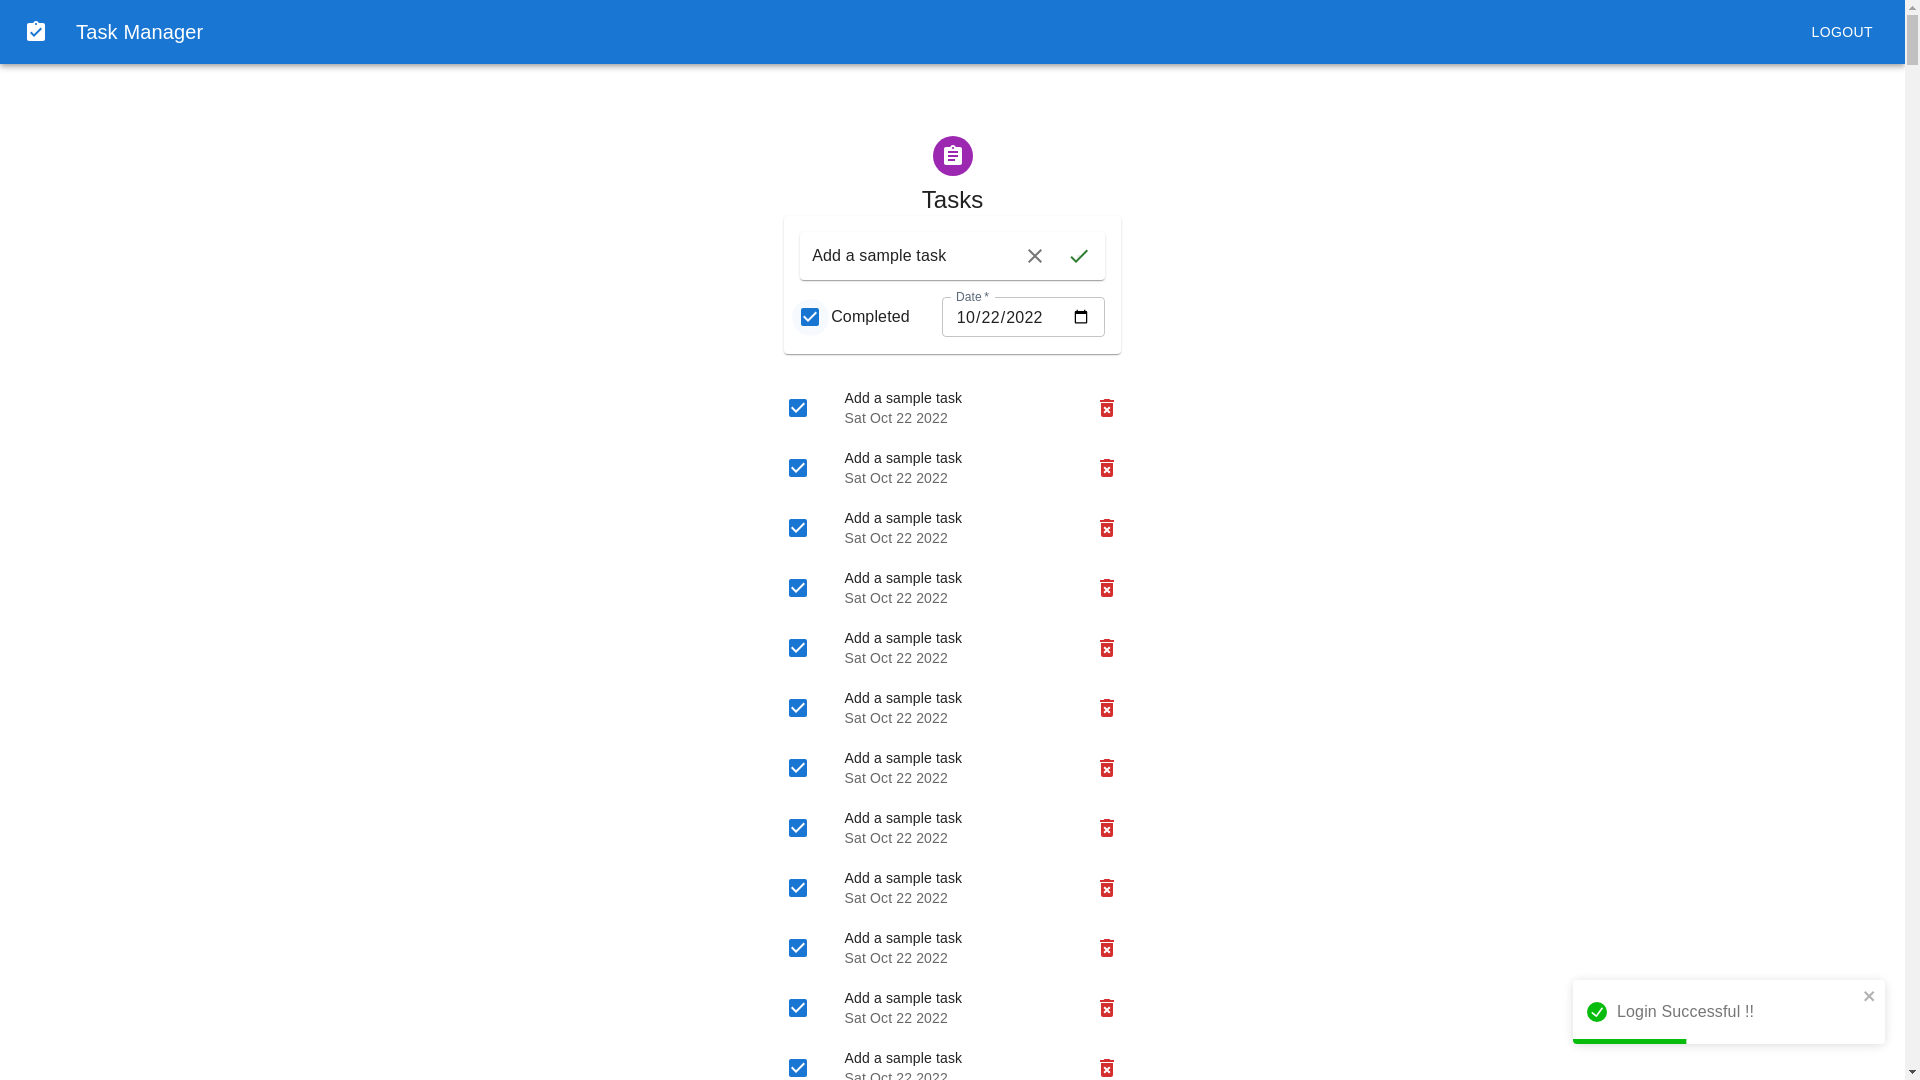 Task Manager
LOGOUT
Tasks
Add a sample task
Date *
Completed
10/22/2022
Add a sample task
Sat Oct 22 2022
Add a sample task
Sat Oct 22 2022
Add a sample task
Sat Oct 22 2022
Add a sample task
Sat Oct 22 2022
Add a sample task
Sat Oct 22 2022
Add a sample task
Sat Oct 22 2022
Add a sample task
Sat Oct 22 2022
Add a sample task
Sat Oct 22 2022
Add a sample task
Sat Oct 22 2022
Add a sample task
Sat Oct 22 2022
Add a sample task
Sat Oct 22 2022
Add a sample task
Sat Oct 22 2022
Login Successful !!